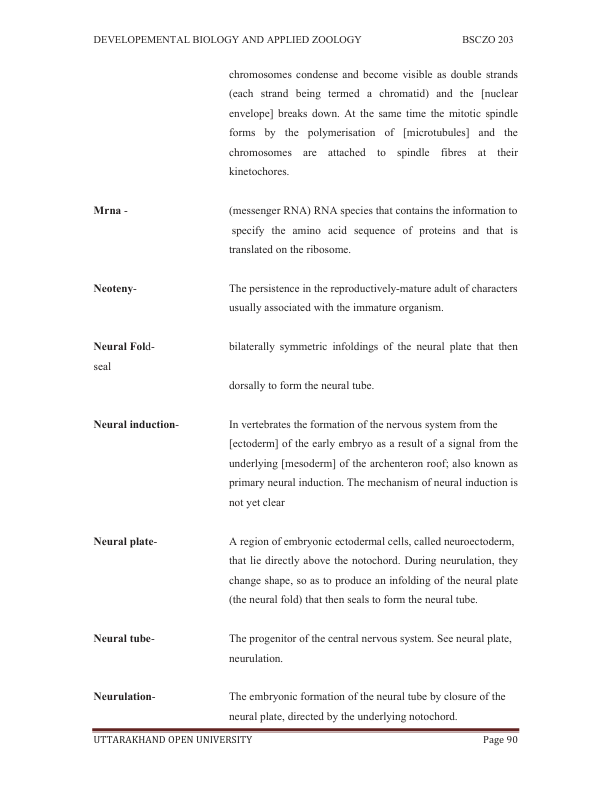 DEVELOPEMENTAL BIOLOGY AND APPLIED ZOOLOGY BSCZO 203
chromosomes condense and become visible as double strands
(each strand being termed a chromatid) and the [nuclear
envelope] breaks down. At the same time the mitotic spindle
forms by the polymerisation of [microtubules] and the
chromosomes are attached to spindle fibres at their
kinetochores.
Mrna - (messenger RNA) RNA species that contains the information to
specify the amino acid sequence of proteins and that is
translated on the ribosome.
Neoteny- The persistence in the reproductively-mature adult of characters
usually associated with the immature organism.
Neural Fold- bilaterally symmetric infoldings of the neural plate that then
seal
dorsally to form the neural tube.
Neural induction- In vertebrates the formation of the nervous system from the
[ectoderm] of the early embryo as a result of a signal from the
underlying [mesoderm] of the archenteron roof; also known as
primary neural induction. The mechanism of neural induction is
not yet clear
Neural plate- A region of embryonic ectodermal cells, called neuroectoderm,
that lie directly above the notochord. During neurulation, they
change shape, so as to produce an infolding of the neural plate
(the neural fold) that then seals to form the neural tube.
Neural tube- The progenitor of the central nervous system. See neural plate,
neurulation.
Neurulation- The embryonic formation of the neural tube by closure of the
neural plate, directed by the underlying notochord.
UTTARAKHAND OPEN UNIVERSITY Page 90